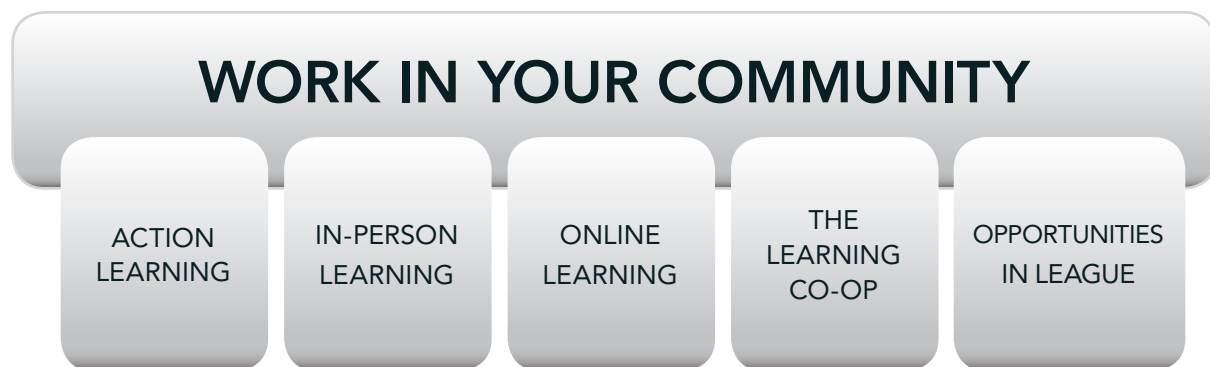 WORK IN YOUR COMMUNITY
ACTION
LEARNING
IN-PERSON
LEARNING
ONLINE
LEARNING
THE
LEARNING
CO-OP
OPPORTUNITIES
IN LEAGUE